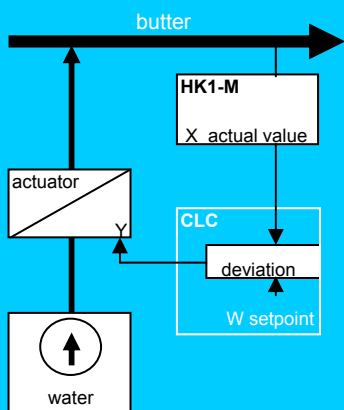 butter
HK1-M
X actual value
actuator
Y
CLC
deviation
W setpoint
water